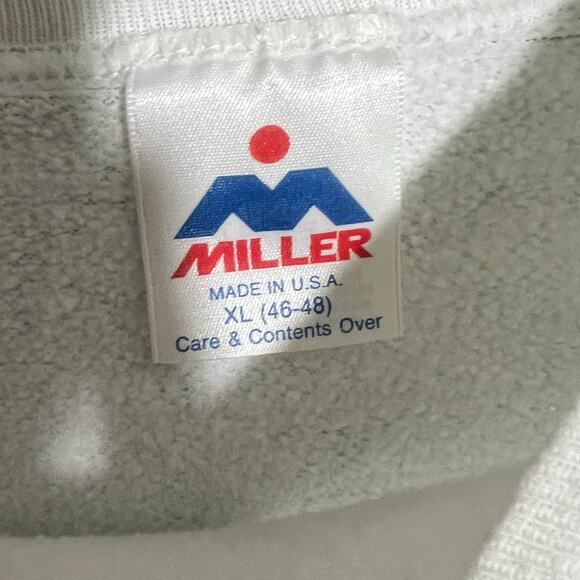 MILLER
MADE IN U.S.A.
XL (46-48)
Care & Contents Over